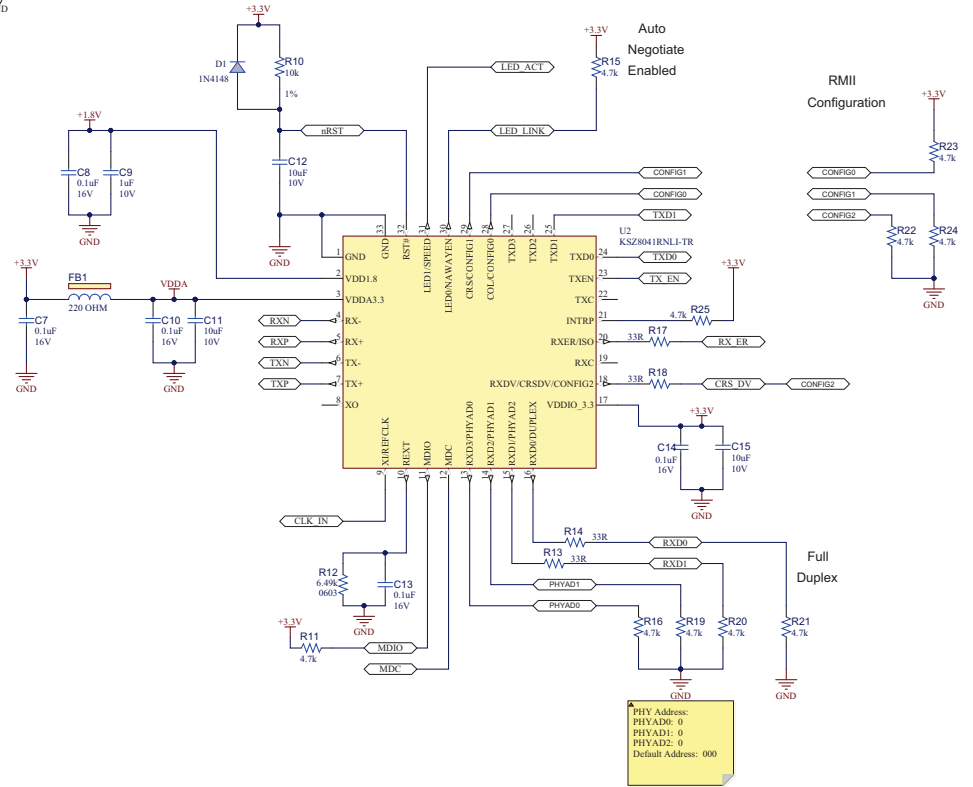 D
+3.3V
D1
1N4148
R10
10k
1%
nRST
C12
10uF
10V
GND
+1.8V
C8
0.1uF
16V
C9
1uF
10V
GND
+3.3V
FB1
220 OHM
VDDA
C7
0.1uF
16V
GND
C10
0.1uF
16V
C11
10uF
10V
GND
LED_ACT
LED_LINK
+3.3V
R15
4.7k
Auto
Negotiate
Enabled
RMII
Configuration
+3.3V
R23
4.7k
CONFIG0
CONFIG1
CONFIG2
R22
4.7k
R24
4.7k
GND
CONFIG1
CONFIG0
TXD1
U2
KSZ8041RNLI-TR
TXD0
TX_EN
33 GND
32 RST#
31 LED1/SPEED
30 LED0/NAWAYEN
29 CRS/CONFIG1
28 COL/CONFIG0
27 TXD3
26 TXD2
25 TXD1
1 GND
2 VDD1.8
3 VDDA3.3
4 RX-
5 RX+
6 TX-
7 TX+
8 XO
RXN
RXP
TXN
TXP
TXD0 24
TXEN 23
TXC 22
INTRP 21
RXER/ISO 20
RXC 19
RXDV/CRSDV/CONFIG2 18
VDDIO_3.3 17
9 XI/REFCLK
10 REXT
11 MDIO
12 MDC
13 RXD3/PHYAD0
14 RXD2/PHYAD1
15 RXD1/PHYAD2
16 RXD0/DUPLEX
+3.3V
4.7k R25
33R R17
RX_ER
33R R18
CRS_DV
CONFIG2
+3.3V
C14
0.1uF
16V
C15
10uF
10V
GND
CLK_IN
R12
6.49k
0603
C13
0.1uF
16V
GND
+3.3V
R11
4.7k
MDIO
MDC
R14 33R
RXD0
R13 33R
RXD1
PHYAD1
PHYAD0
R16
4.7k
R19
4.7k
R20
4.7k
R21
4.7k
GND
GND
Full
Duplex
PHY Address:
PHYAD0: 0
PHYAD1: 0
PHYAD2: 0
Default Address: 000